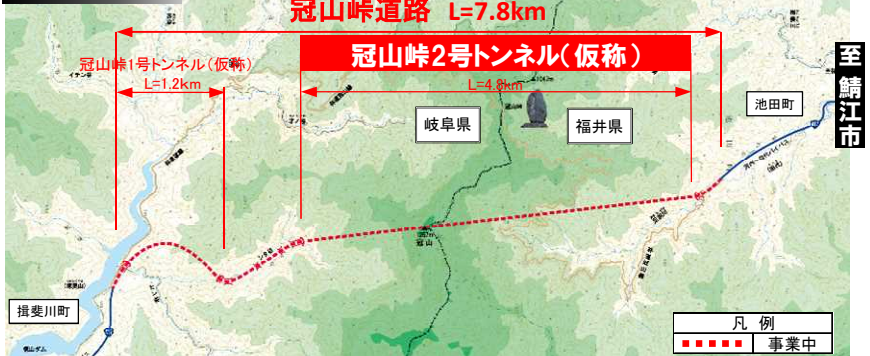 冠山峠道路 L=7.8km
冠山峠1号トンネル(仮称)
L=1.2km
冠山峠2号トンネル(仮称)
L=4.8km
岐阜県
福井県
池田町
至 鯖江市
冠山
揖斐川町
凡 例
事業中